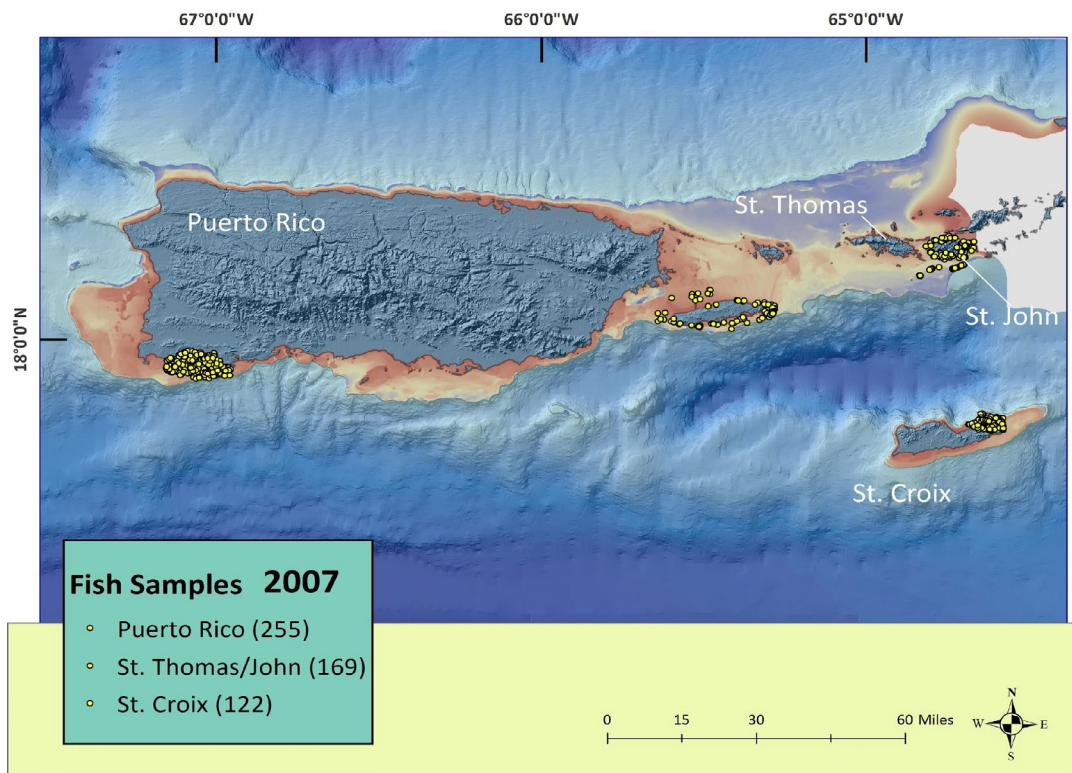 67°0'0"W 66°0'0"W 65°0'0"W
18°0'0"N
Puerto Rico
St. Thomas
St. John
St. Croix
Fish Samples 2007
Puerto Rico (255)
St. Thomas/John (169)
St. Croix (122)
0 15 30 60 Miles
N
W E
S